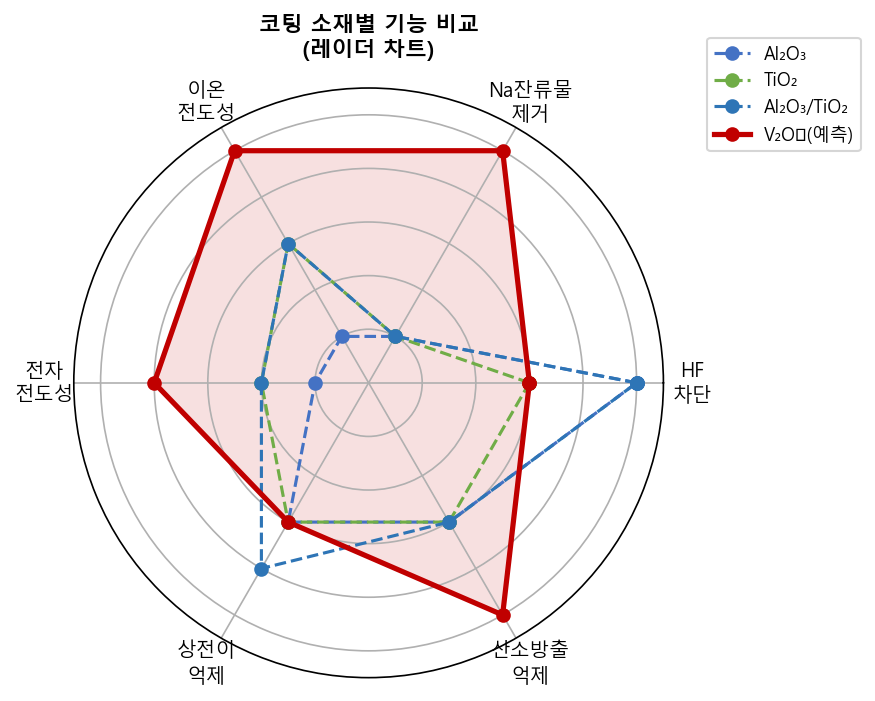 코팅 소재별 기능 비교
(레이더 차트)
Al₂O₃
TiO₂
Al₂O₃/TiO₂
V₂O▯(예측)
이온
전도성
Na잔류물
제거
전자
전도성
HF
차단
상전이
억제
산소방출
억제